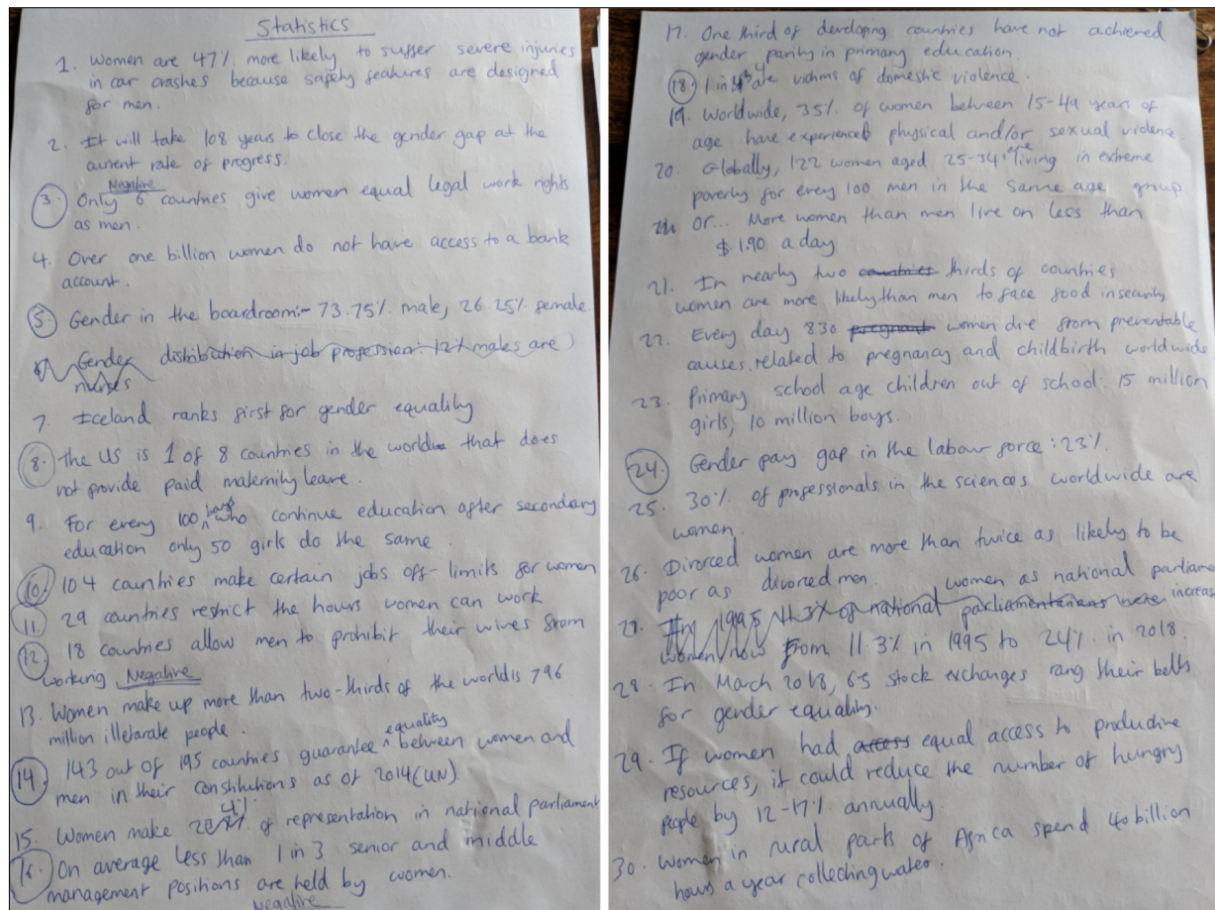 Statistics
1. Women are 47% more likely to suffer severe injuries
in car crashes because safety features are designed
for men.
2. It will take 108 years to close the gender gap at the
current rate of progress.
Negative
3. Only 6 countries give women equal legal work rights
as men.
4. Over one billion women do not have access to a bank
account.
5. Gender in the boardroom:- 73.75% male, 26.25% female
Gender distribution in job profession: 12% males are
nurses
7. Iceland ranks first for gender equality
8. The US is 1 of 8 countries in the world that does
not provide paid maternity leave.
9. For every 100 boys who continue education after secondary
education only 50 girls do the same.
10. 104 countries make certain jobs off-limits for women
11. 29 countries restrict the hours women can work
12. 18 countries allow men to prohibit their wives from
working Negative
13. Women make up more than two-thirds of the world's 796
million illetarate people.
14. 143 out of 195 countries guarantee equality between women and
men in their constitutions as of 2014 (UN)
15. Women make 24% of representation in national parliament
16. On average less than 1 in 3 senior and middle
management positions are held by women.
Negative
17. One third of developing countries have not achieved
gender parity in primary education.
18. 1 in are victims of domestic violence.
19. Worldwide, 35% of women between 15-49 years of
age have experienced physical and/or sexual violence.
20. Globally, 122 women aged 25-34 are living in extreme
poverty for every 100 men in the same age group.
or... More women than men live on less than
$1.90 a day
21. In nearly two countries thirds of countries
women are more likely than men to face food insecurity
22. Every day 830 pregnant women die from preventable
causes related to pregnancy and childbirth worldwide.
23. Primary school age children out of school: 15 million
girls, 10 million boys.
24. Gender pay gap in the labour force: 23%.
25. 30% of professionals in the sciences worldwide are
women.
26. Divorced women are more than twice as likely to be
poor as divorced men.
women as national parliame
27. In 1995 11.3% of national parliamentarians were increas
women, now From 11.3% in 1995 to 24% in 2018.
28. In March 2018, 65 stock exchanges rang their bells
for gender equality.
29. If women had access equal access to productive
resources, it could reduce the number of hungry
people by 12-17% annually.
30. Women in rural parts of Africa spend 40 billion
hours a year collecting water.